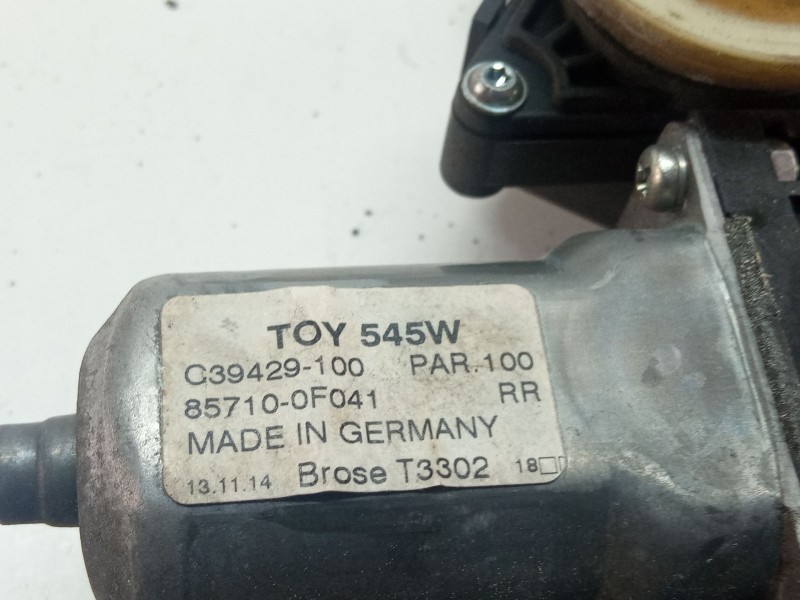 TOY 545W
C39429-100 PAR.100
85710-0F041 RR
MADE IN GERMANY
13.11.14 Brose T3302 18